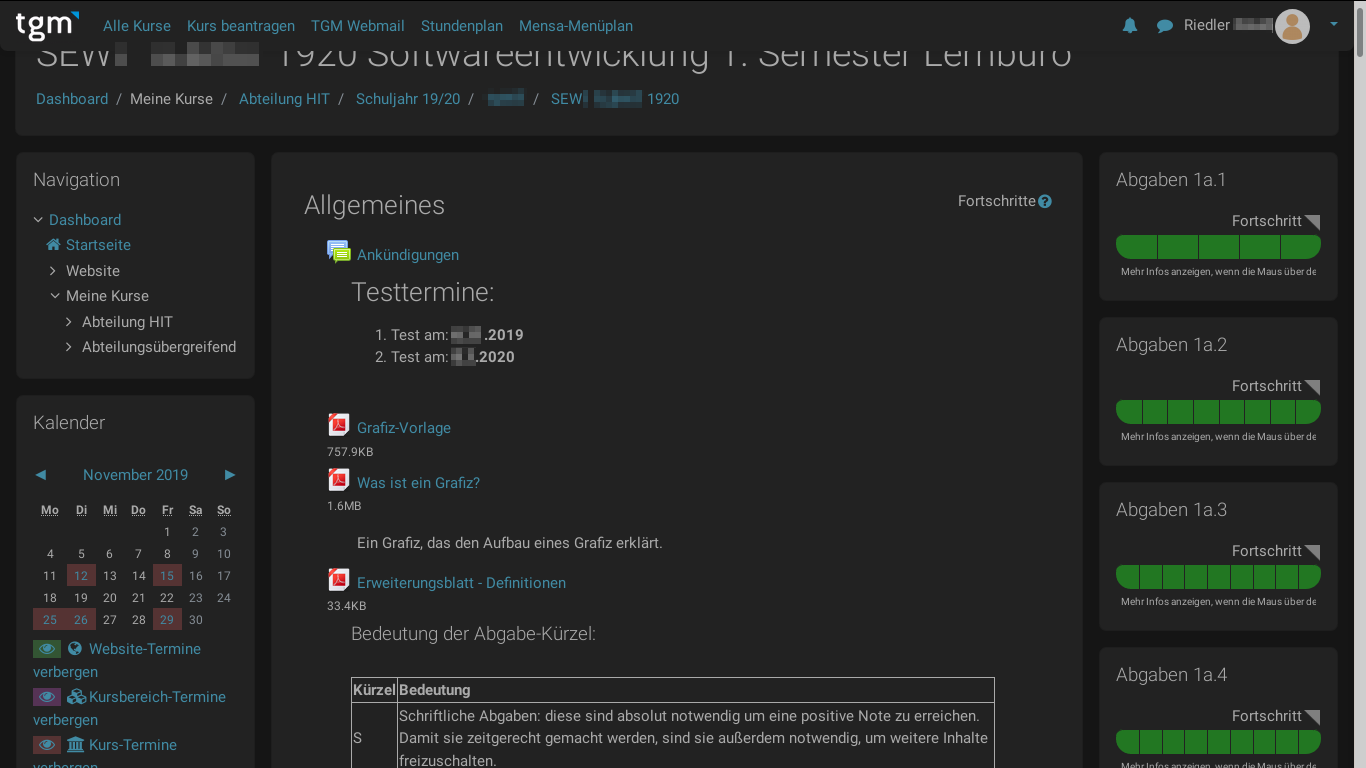 tgm Alle Kurse Kurs beantragen TGM Webmail Stundenplan Mensa-Menüplan Riedler
SEW 1920 Softwareentwicklung 1. Semester Lernbüro
Dashboard / Meine Kurse / Abteilung HIT / Schuljahr 19/20 / / SEW 1920
Navigation
Dashboard
Startseite
Website
Meine Kurse
Abteilung HIT
Abteilungsübergreifend
Kalender
◄ November 2019 ►
Mo Di Mi Do Fr Sa So
1 2 3
4 5 6 7 8 9 10
11 12 13 14 15 16 17
18 19 20 21 22 23 24
25 26 27 28 29 30
Website-Termine
verbergen
Kursbereich-Termine
verbergen
Kurs-Termine
verbergen
Allgemeines
Fortschritte
Ankündigungen
Testtermine:
1. Test am: .2019
2. Test am: .2020
Grafiz-Vorlage
757.9KB
Was ist ein Grafiz?
1.6MB
Ein Grafiz, das den Aufbau eines Grafiz erklärt.
Erweiterungsblatt - Definitionen
33.4KB
Bedeutung der Abgabe-Kürzel:
Kürzel Bedeutung
S
Schriftliche Abgaben: diese sind absolut notwendig um eine positive Note zu erreichen.
Damit sie zeitgerecht gemacht werden, sind sie außerdem notwendig, um weitere Inhalte
freizuschalten.
Abgaben 1a.1
Fortschritt
Mehr Infos anzeigen, wenn die Maus über de
Abgaben 1a.2
Fortschritt
Mehr Infos anzeigen, wenn die Maus über de
Abgaben 1a.3
Fortschritt
Mehr Infos anzeigen, wenn die Maus über de
Abgaben 1a.4
Fortschritt
Mehr Infos anzeigen, wenn die Maus über de